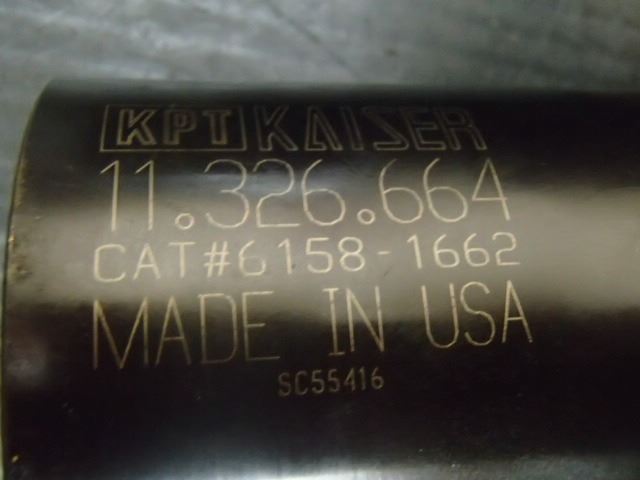 KPT KAISER
11.326.664
CAT#6158-1662
MADE IN USA
SC55416